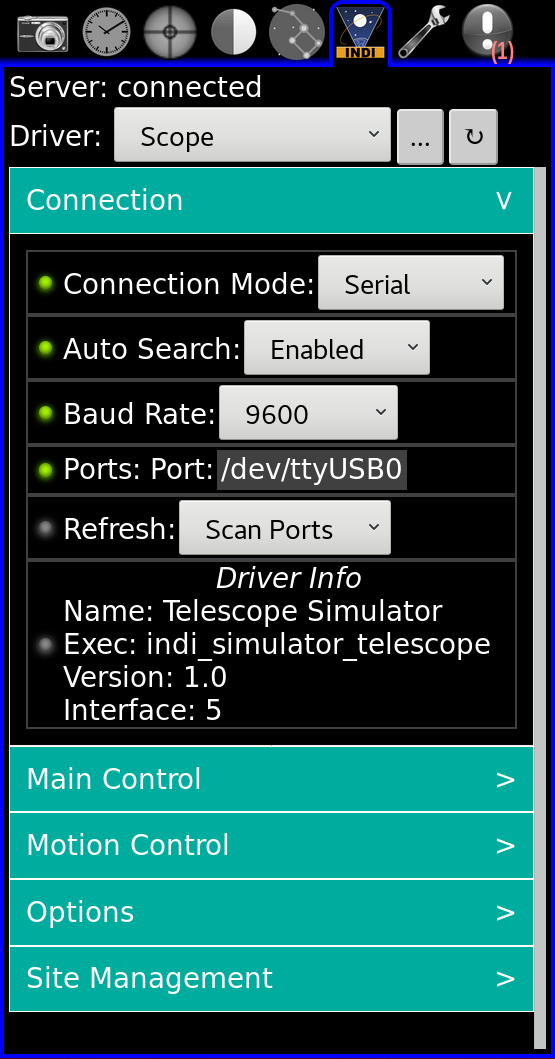 INDI
(1)
Server: connected
Driver: Scope ... ↻
Connection V
Connection Mode: Serial
Auto Search: Enabled
Baud Rate: 9600
Ports: Port: /dev/ttyUSB0
Refresh: Scan Ports
Driver Info
Name: Telescope Simulator
Exec: indi_simulator_telescope
Version: 1.0
Interface: 5
Main Control >
Motion Control >
Options >
Site Management >